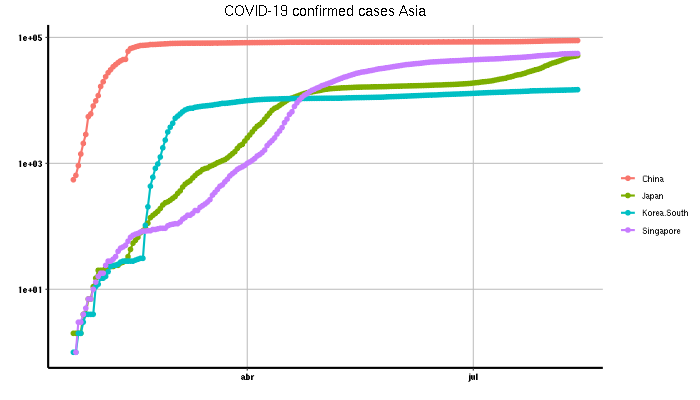 COVID-19 confirmed cases Asia
1e+05
1e+03
1e+01
abr
jul
China
Japan
Korea.South
Singapore